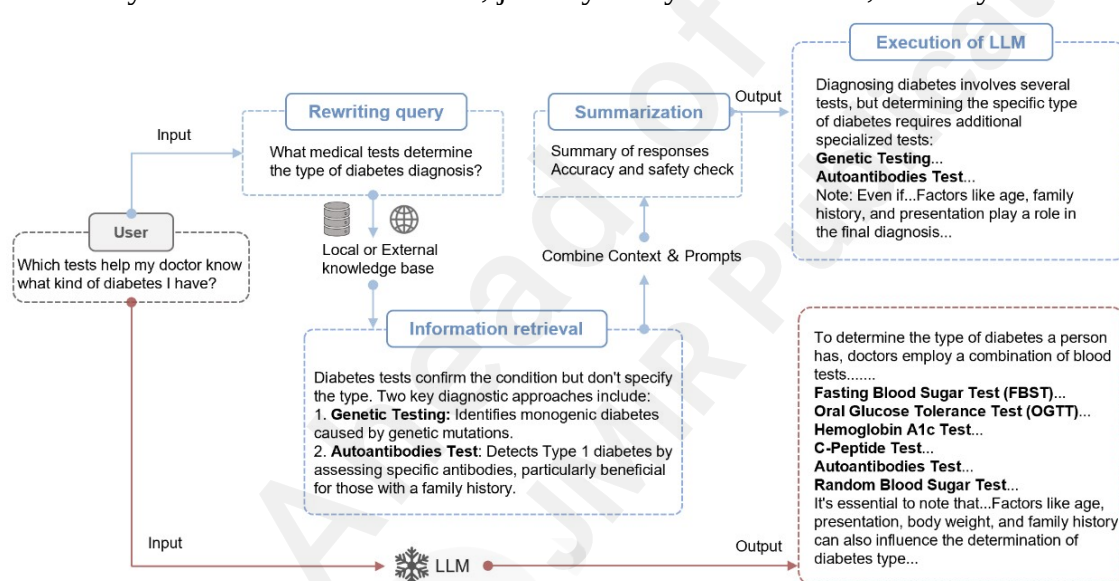 Execution of LLM
Output
Diagnosing diabetes involves several
tests, but determining the specific type
of diabetes requires additional
specialized tests:
Genetic Testing...
Autoantibodies Test...
Note: Even if...Factors like age, family
history, and presentation play a role in
the final diagnosis...
Rewriting query
Input
What medical tests determine
the type of diabetes diagnosis?
Summarization
Summary of responses
Accuracy and safety check
User
Which tests help my doctor know
what kind of diabetes I have?
Local or External
knowledge base
Combine Context & Prompts
Information retrieval
Diabetes tests confirm the condition but don't specify
the type. Two key diagnostic approaches include:
1. Genetic Testing: Identifies monogenic diabetes
caused by genetic mutations.
2. Autoantibodies Test: Detects Type 1 diabetes by
assessing specific antibodies, particularly beneficial
for those with a family history.
To determine the type of diabetes a person
has, doctors employ a combination of blood
tests.......
Fasting Blood Sugar Test (FBST)...
Oral Glucose Tolerance Test (OGTT)...
Hemoglobin A1c Test...
C-Peptide Test...
Autoantibodies Test...
Random Blood Sugar Test...
It's essential to note that...Factors like age,
presentation, body weight, and family history
can also influence the determination of
diabetes type...
Input
LLM
Output
Ahead of
JMIR Publicat